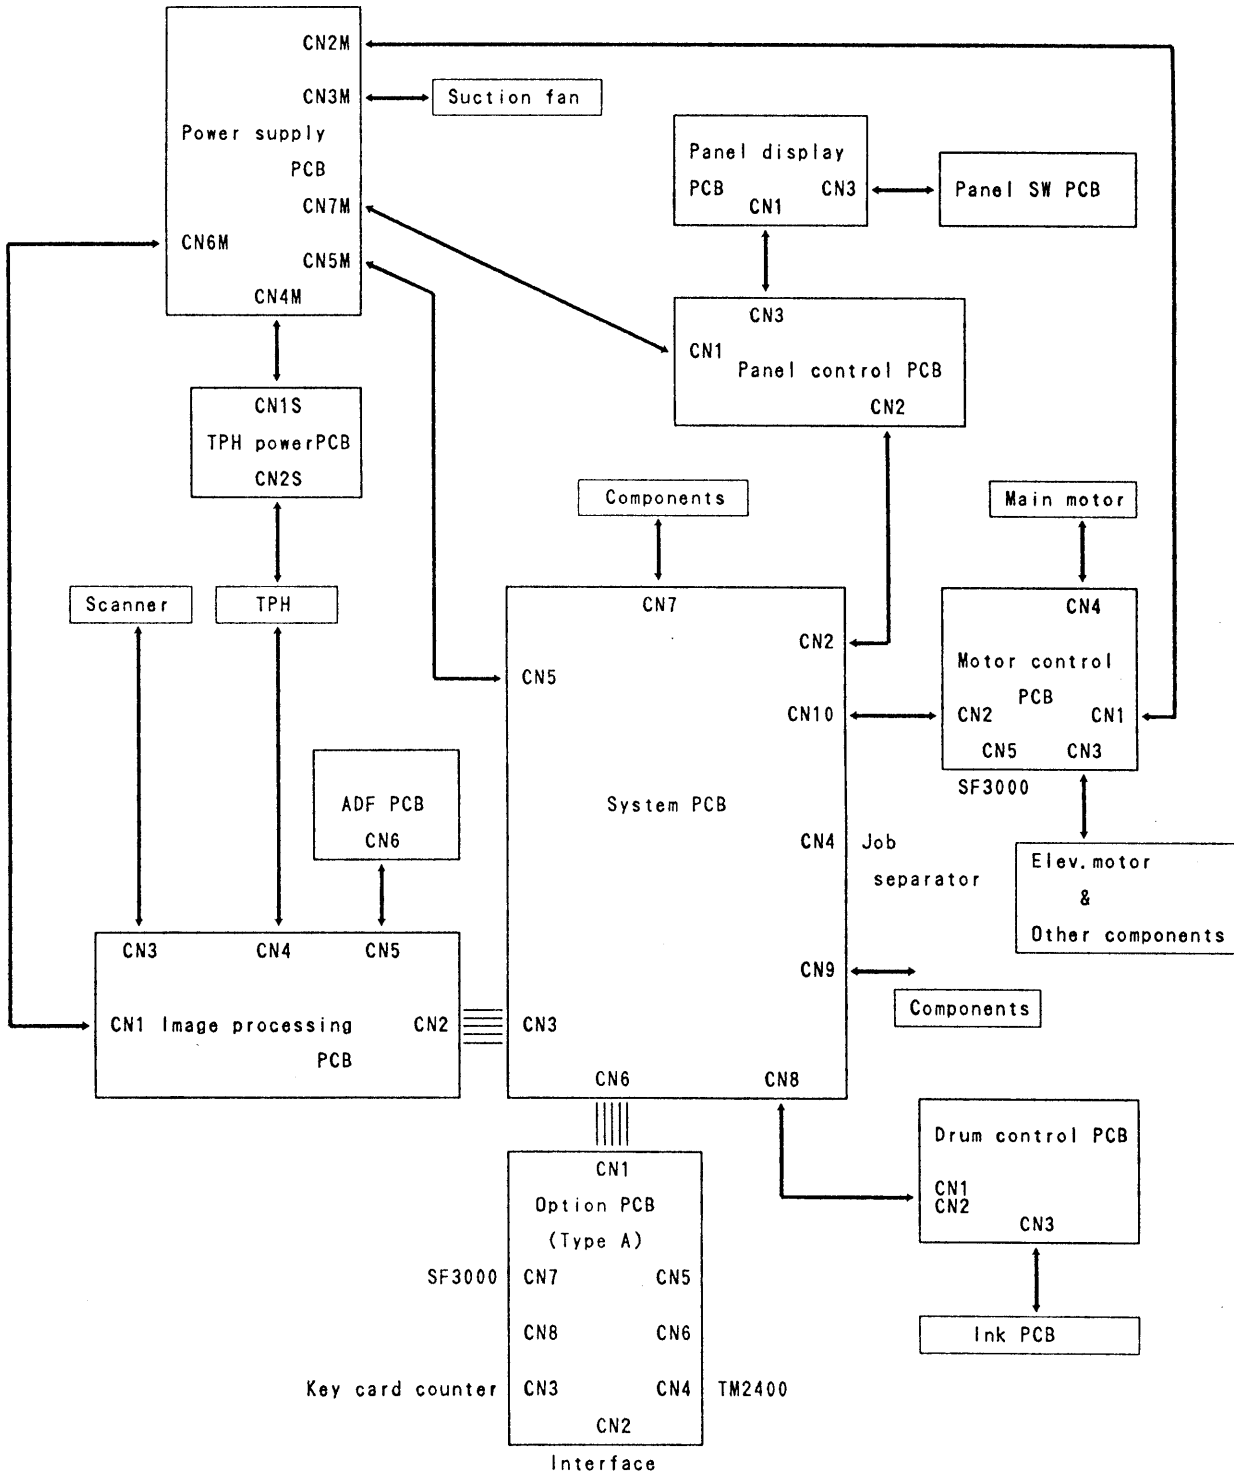 CN2M
CN3M
Suction fan
Power supply
PCB
CN7M
CN6M
CN5M
CN4M
Panel display
PCB
CN3
CN1
Panel SW PCB
CN3
CN1
Panel control PCB
CN2
CN1S
TPH powerPCB
CN2S
Components
Main motor
Scanner
TPH
CN7
CN2
CN5
CN10
System PCB
CN4
Job
separator
CN9
CN3
CN6
CN8
CN4
Motor control
PCB
CN2
CN1
CN5
CN3
SF3000
Elev.motor
&
Other components
Components
ADF PCB
CN6
CN3
CN4
CN5
CN1
Image processing
PCB
CN2
Drum control PCB
CN1
CN2
CN3
Ink PCB
CN1
Option PCB
(Type A)
SF3000
CN7
CN5
CN8
CN6
Key card counter
CN3
CN4
TM2400
CN2
Interface